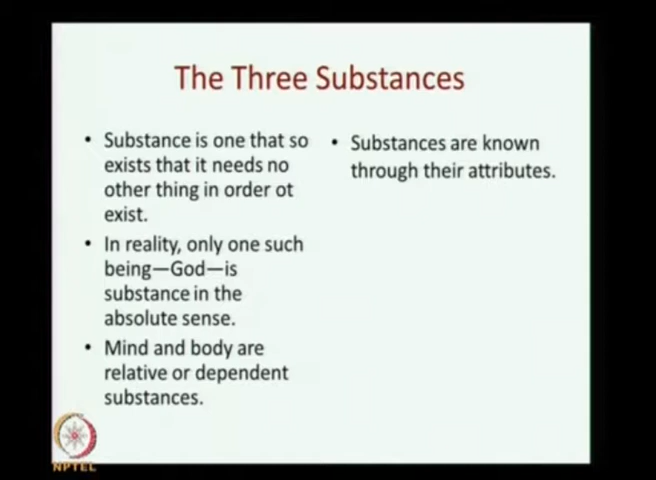 The Three Substances
• Substance is one that so
exists that it needs no
other thing in order ot
exist.
• In reality, only one such
being—God—is
substance in the
absolute sense.
• Mind and body are
relative or dependent
substances.
• Substances are known
through their attributes.
NPTEL